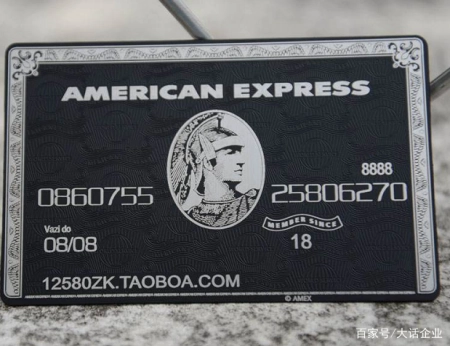 AMERICAN EXPRESS
8888
0860755 25806270
MEMBER SINCE
Vazi do
08/08
18
12580ZK.TAOBOA.COM
© AMEX
百家号/大话企业